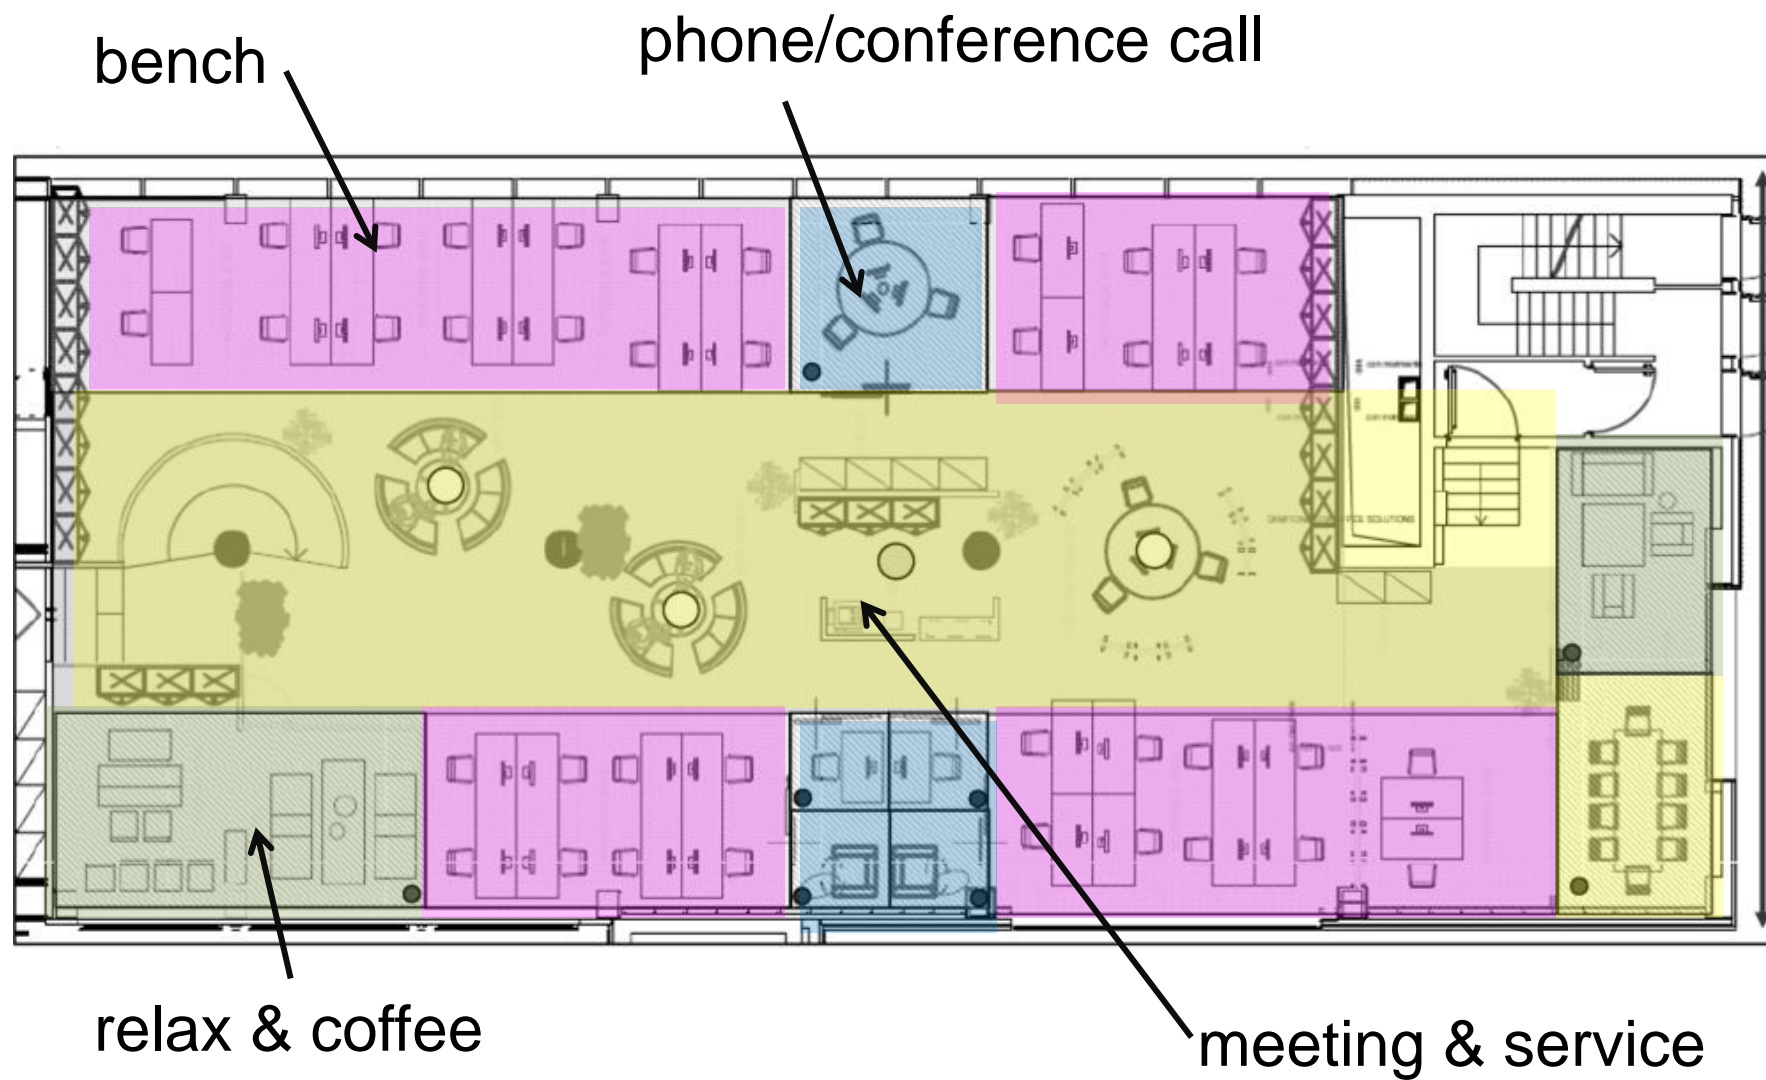 phone/conference call
bench
relax & coffee
meeting & service